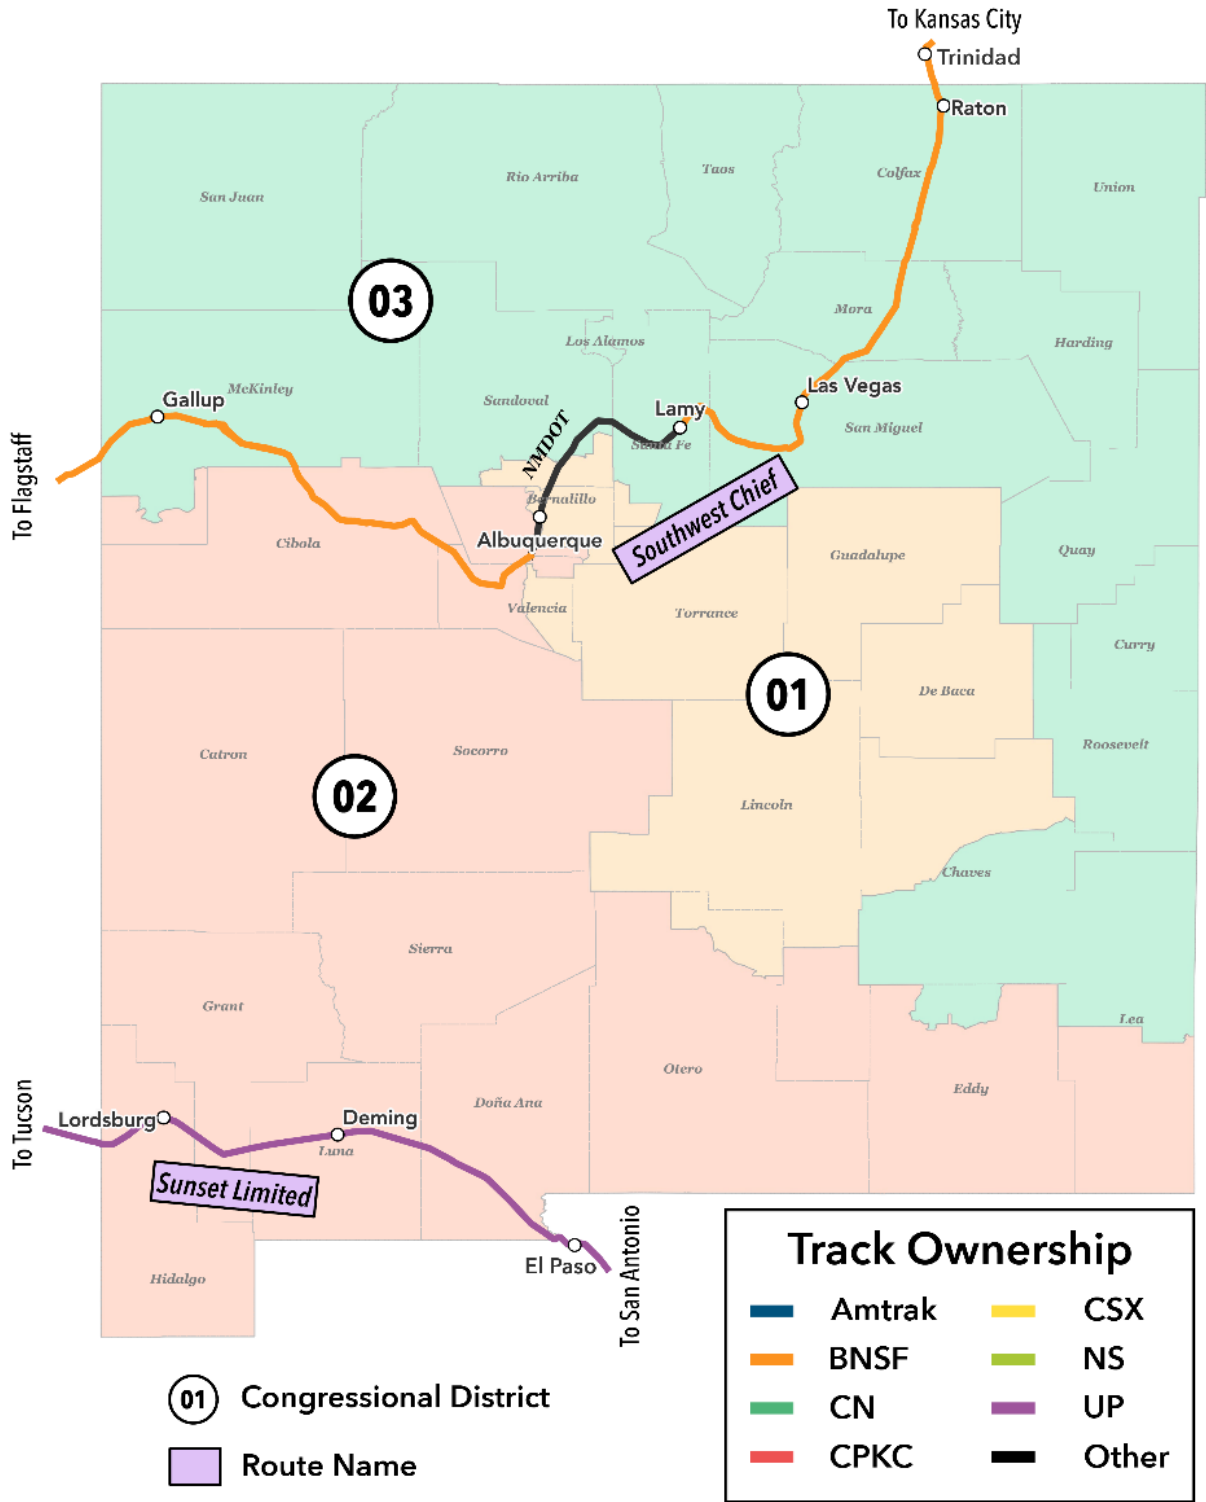 To Kansas City
Trinidad
Raton
San Juan
Rio Arriba
Taos
Colfax
Union
03
Mora
Los Alamos
Harding
Gallup
McKinley
Sandoval
NMDOT
Lamy
Las Vegas
Santa Fe
San Miguel
To Flagstaff
Bernalillo
Southwest Chief
Albuquerque
Cibola
Guadalupe
Quay
Valencia
Torrance
Curry
01
De Baca
Catron
Socorro
Roosevelt
02
Lincoln
Chaves
Sierra
Grant
Lea
Otero
Eddy
Doña Ana
To Tucson
Lordsburg
Deming
Luna
Sunset Limited
El Paso
To San Antonio
Hidalgo
Track Ownership
Amtrak
CSX
BNSF
NS
CN
UP
CPKC
Other
01 Congressional District
Route Name